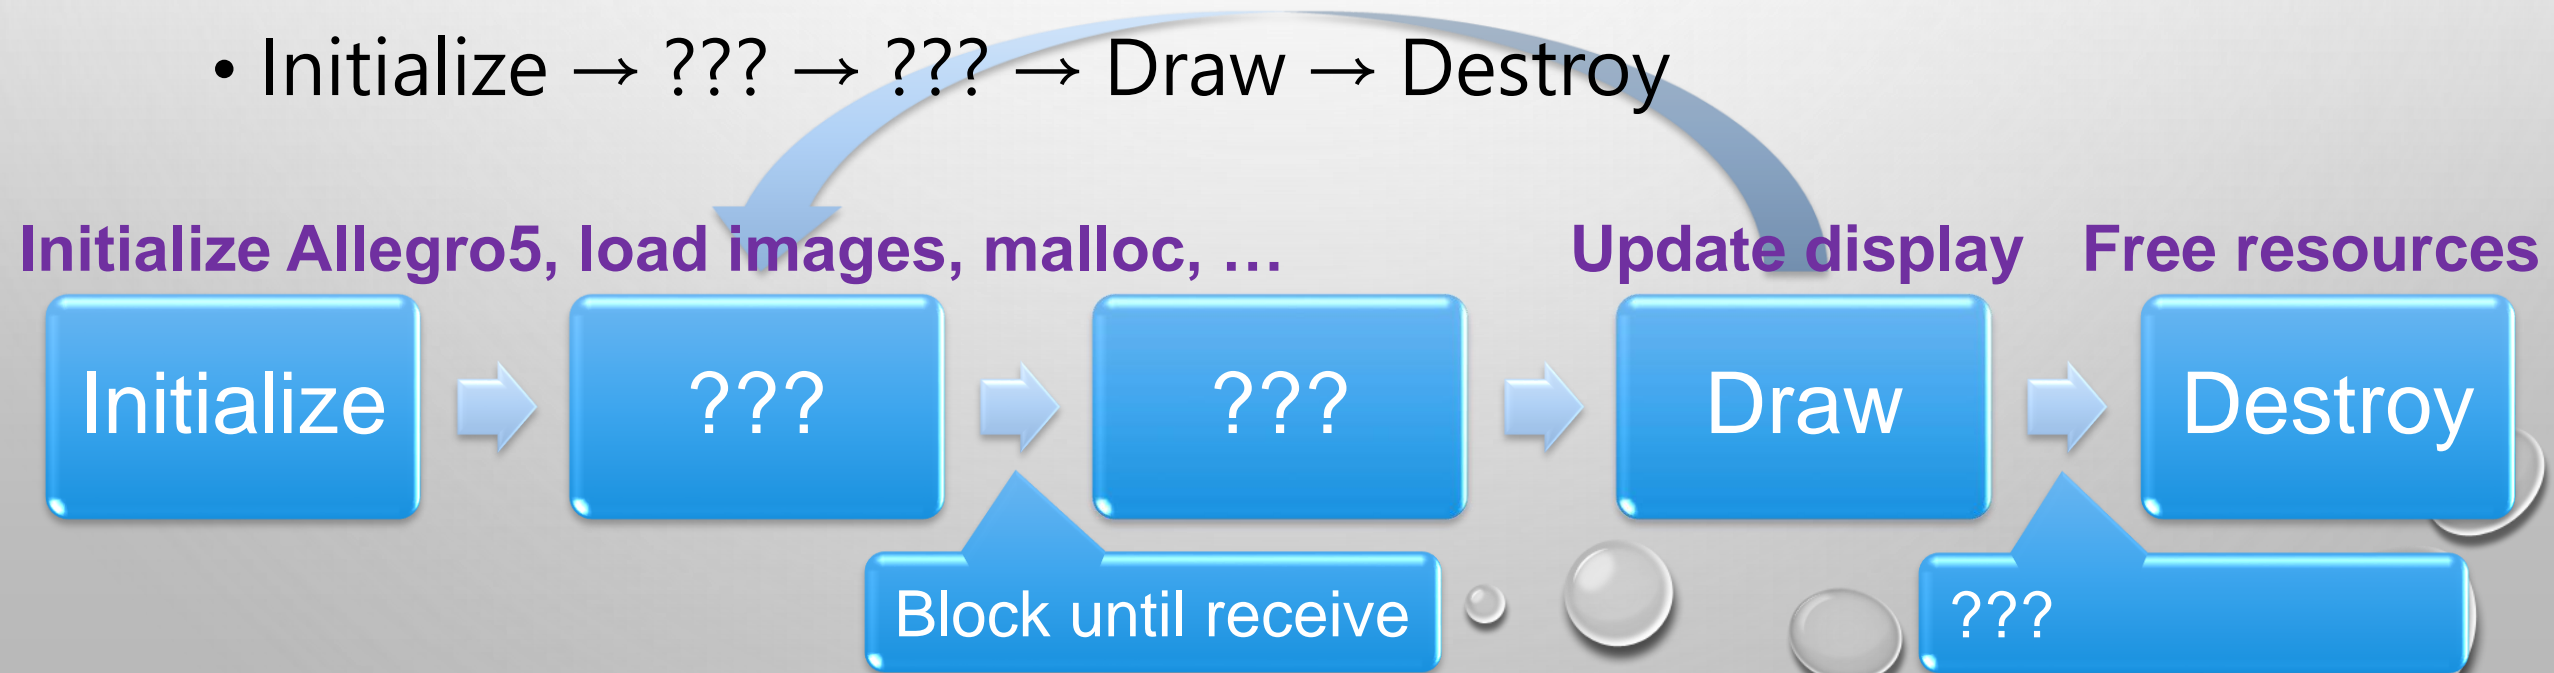 • Initialize → ??? → ??? → Draw → Destroy
Initialize Allegro5, load images, malloc, …
Update display
Free resources
Initialize
???
???
Draw
Destroy
Block until receive
???